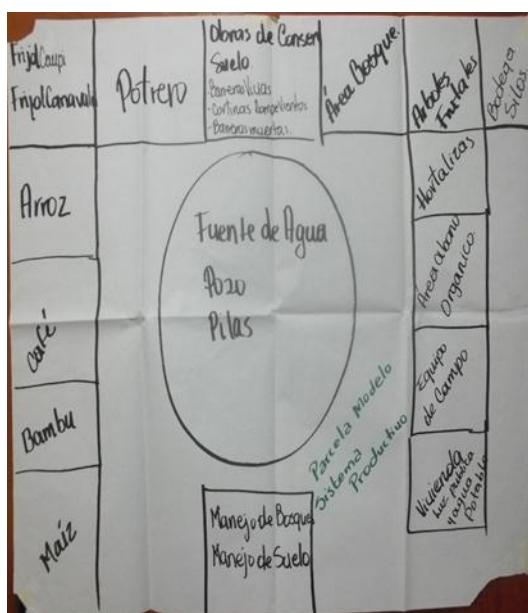 Frijol Caupi
Frijol Canavalia
Potrero
Obras de Conser
Suelo
Barreras Vivas
- Cortinas Rompevientos
- Barreras muertas.
Área Bosque.
Arboles
Frutales
Bodega
Silos.
Arroz
Café
Bambu
Maíz
Fuente de Agua
Pozo
Pilas
Hortalizas
Área abono
Organico.
Equipo
de Campo
Vivienda
Luz publica
y agua
Potable
Parcela Modelo
Sistema
Productivo
Manejo de Bosque
Manejo de Suelo